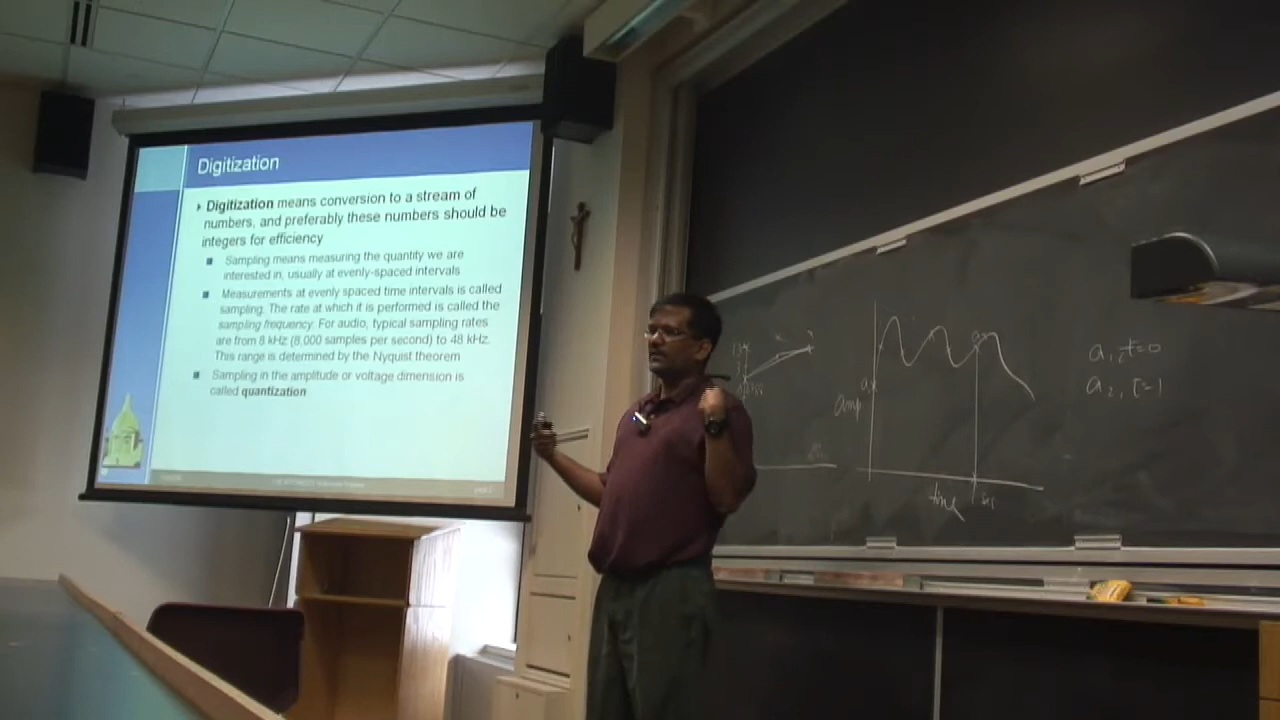 Digitization
Digitization means conversion to a stream of
numbers, and preferably these numbers should be
integers for efficiency
Sampling means measuring the quantity we are
interested in, usually at evenly-spaced intervals
Measurements at evenly spaced time intervals is called
sampling. The rate at which it is performed is called the
sampling frequency. For audio, typical sampling rates
are from 8 kHz (8,000 samples per second) to 48 kHz.
This range is determined by the Nyquist theorem
Sampling in the amplitude or voltage dimension is
called quantization
Amp
time
a1, t=0
a2, t=1